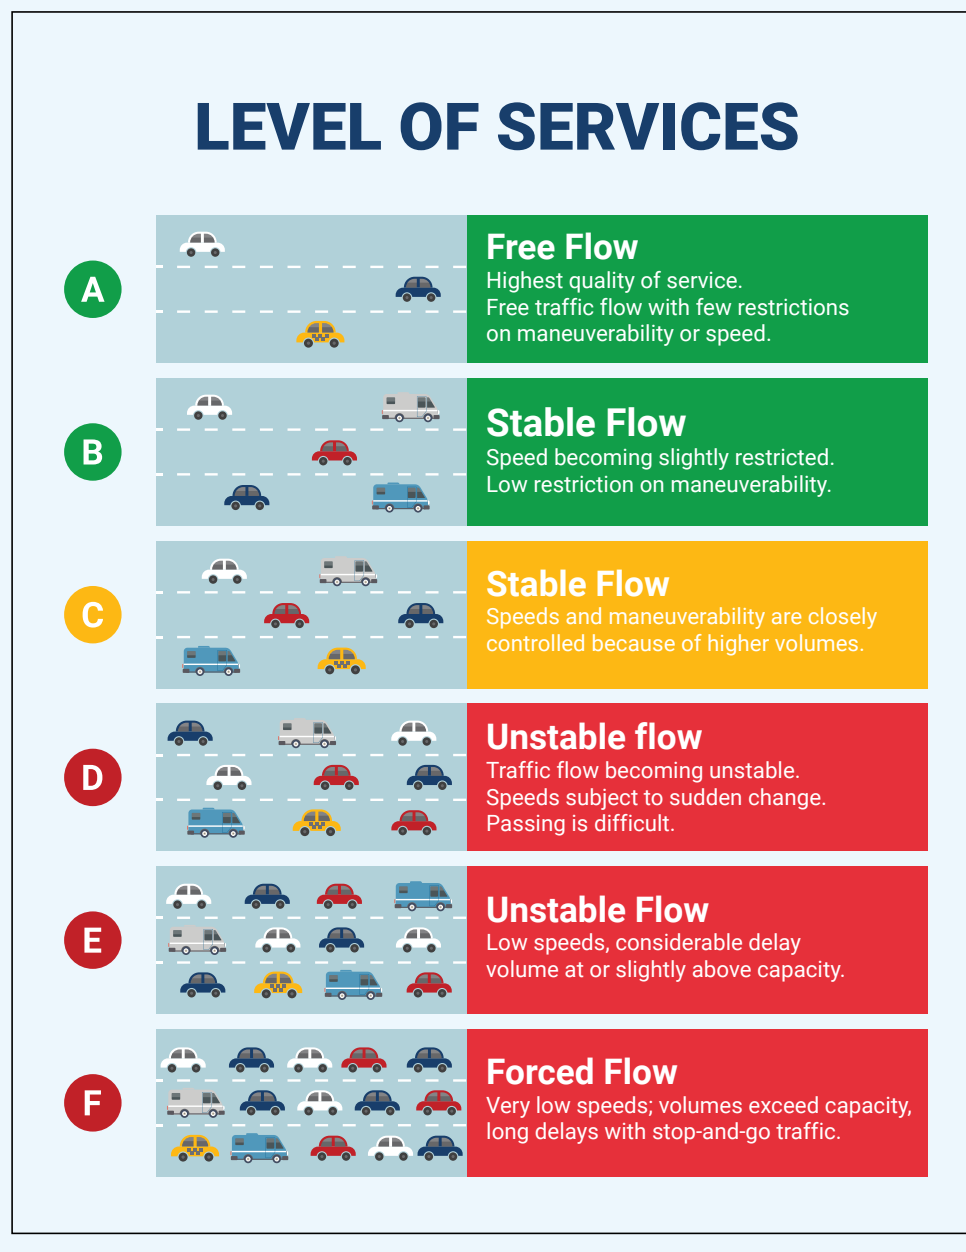 LEVEL OF SERVICES
A
Free Flow
Highest quality of service.
Free traffic flow with few restrictions
on maneuverability or speed.
B
Stable Flow
Speed becoming slightly restricted.
Low restriction on maneuverability.
C
Stable Flow
Speeds and maneuverability are closely
controlled because of higher volumes.
D
Unstable flow
Traffic flow becoming unstable.
Speeds subject to sudden change.
Passing is difficult.
E
Unstable Flow
Low speeds, considerable delay
volume at or slightly above capacity.
F
Forced Flow
Very low speeds; volumes exceed capacity,
long delays with stop-and-go traffic.